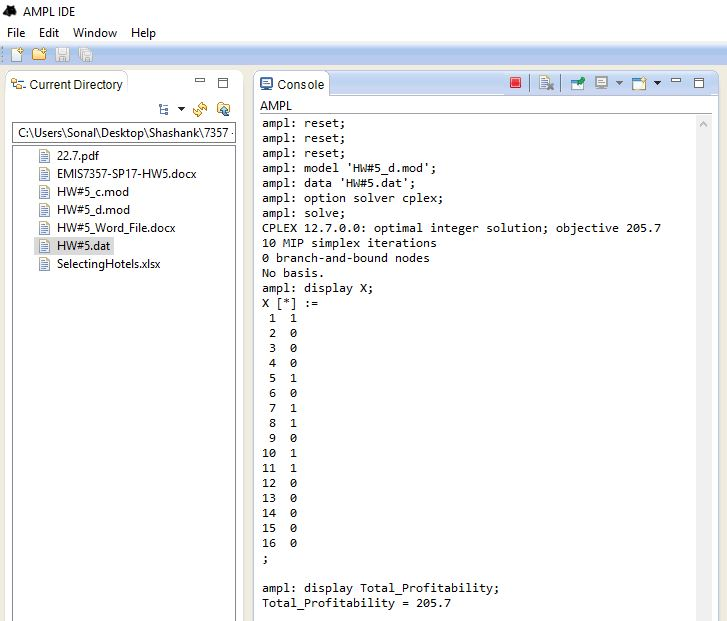 AMPL IDE
File Edit Window Help
Current Directory
C:\Users\Sonal\Desktop\Shashank\7357 -
22.7.pdf
EMIS7357-SP17-HW5.docx
HW#5_c.mod
HW#5_d.mod
HW#5_Word_File.docx
HW#5.dat
SelectingHotels.xlsx
Console
AMPL
ampl: reset;
ampl: reset;
ampl: reset;
ampl: model 'HW#5_d.mod';
ampl: data 'HW#5.dat';
ampl: option solver cplex;
ampl: solve;
CPLEX 12.7.0.0: optimal integer solution; objective 205.7
10 MIP simplex iterations
0 branch-and-bound nodes
No basis.
ampl: display X;
X [*] :=
1 1
2 0
3 0
4 0
5 1
6 0
7 1
8 1
9 0
10 1
11 1
12 0
13 0
14 0
15 0
16 0
;
ampl: display Total_Profitability;
Total_Profitability = 205.7